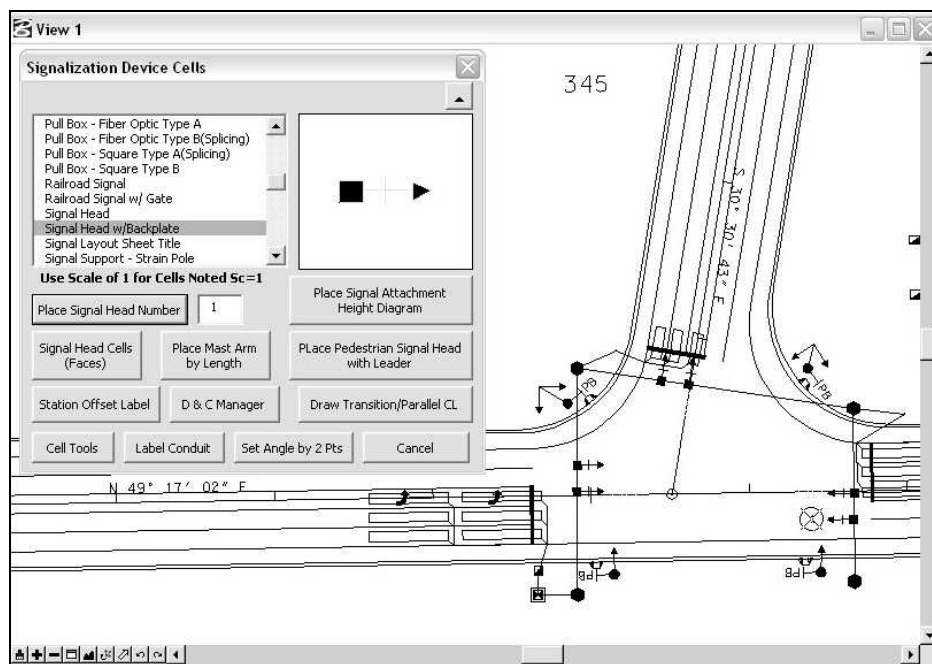 View 1
Signalization Device Cells
Pull Box - Fiber Optic Type A
Pull Box - Fiber Optic Type B(Splicing)
Pull Box - Square Type A(Splicing)
Pull Box - Square Type B
Railroad Signal
Railroad Signal w/ Gate
Signal Head
Signal Head w/Backplate
Signal Layout Sheet Title
Signal Support - Strain Pole
Use Scale of 1 for Cells Noted Sc=1
Place Signal Head Number
1
Place Signal Attachment
Height Diagram
Signal Head Cells
(Faces)
Place Mast Arm
by Length
PLace Pedestrian Signal Head
with Leader
Station Offset Label
D & C Manager
Draw Transition/Parallel CL
Cell Tools
Label Conduit
Set Angle by 2 Pts
Cancel
345
S 30° 30' 43" E
PB
PB
N 49° 17' 02" E
PB
PB